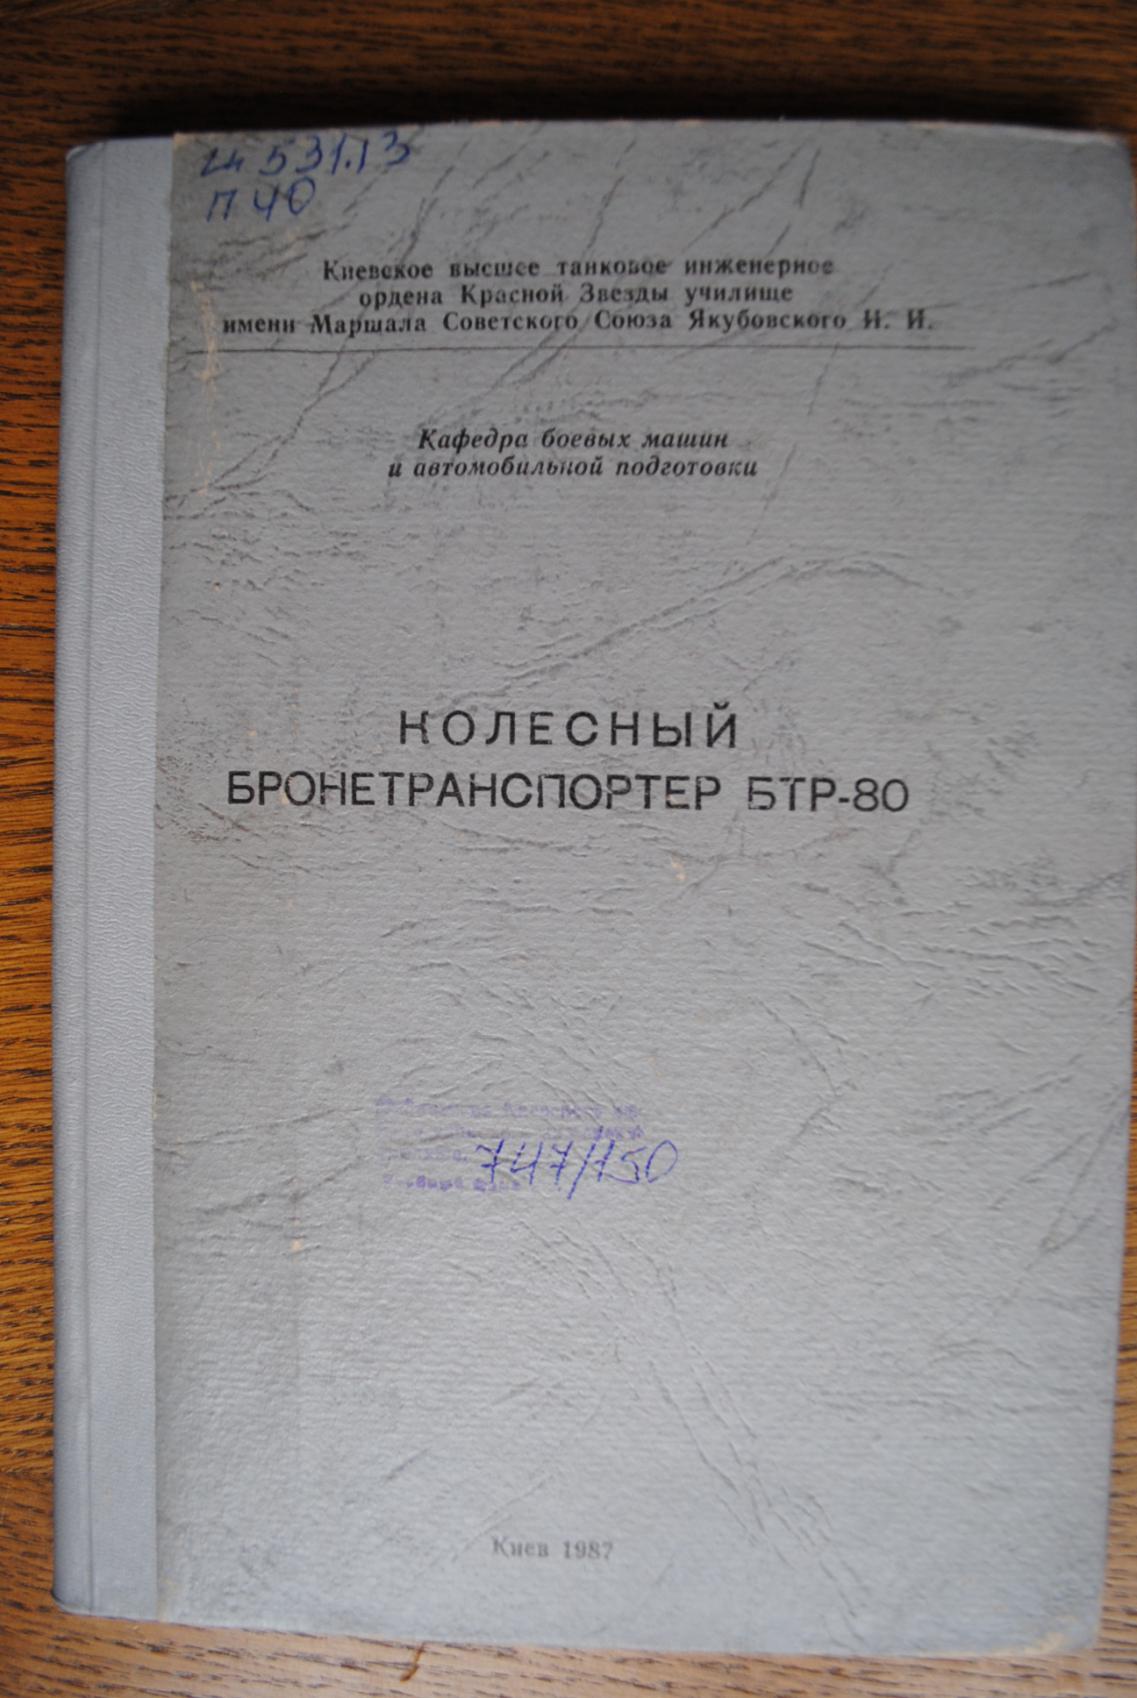 531.13
П 40
Киевское высшее танковое инженерное
ордена Красной Звезды училище
имени Маршала Советского Союза Якубовского И. И.
Кафедра боевых машин
и автомобильной подготовки
КОЛЕСНЫЙ
БРОНЕТРАНСПОРТЕР БТР-80
747/150
Киев 1987